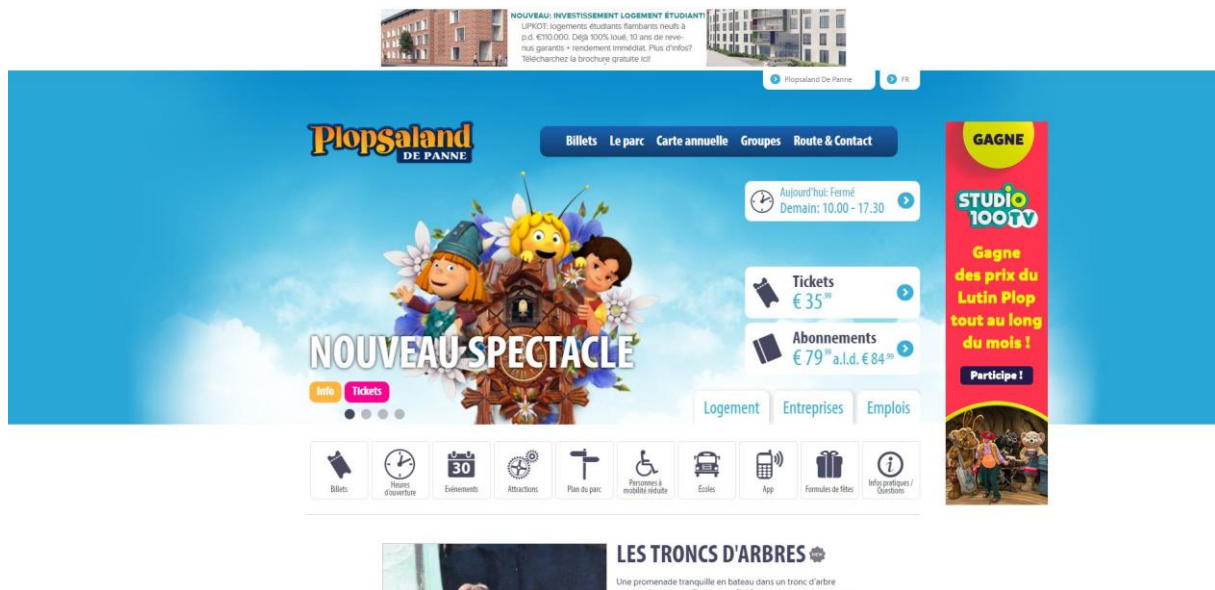 NOUVEAU: INVESTISSEMENT LOGEMENT ÉTUDIANT!
UPKOT: logements étudiants flambants neufs à
p.d. €110.000. Déjà 100% loué, 10 ans de reve-
nus garantis + rendement immédiat. Plus d'infos?
Téléchargez la brochure gratuite ici!
Plopsaland De Panne
FR
Plopsaland
DE PANNE
Billets Le parc Carte annuelle Groupes Route & Contact
Aujourd'hui: Fermé
Demain: 10.00 - 17.30
Tickets
€ 35,99
Abonnements
€ 79,99 a.l.d. € 84,99
NOUVEAU SPECTACLE
Info Tickets
Logement Entreprises Emplois
GAGNE
STUDIO
100 TV
Gagne
des prix du
Lutin Plop
tout au long
du mois !
Participe !
Billets
Heures
d'ouverture
30
Evénements
Attractions
Plan du parc
Personnes à
mobilité réduite
Écoles
App
Formules de fêtes
Infos pratiques /
Questions
LES TRONCS D'ARBRES NEW
Une promenade tranquille en bateau dans un tronc d'arbre